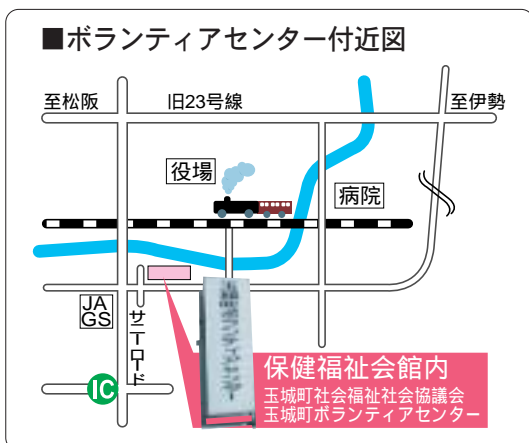 ■ボランティアセンター付近図
至松阪
旧23号線
至伊勢
役場
病院
JA
GS
サニーロード
IC
保健福祉会館内
玉城町社会福祉社会協議会
玉城町ボランティアセンター